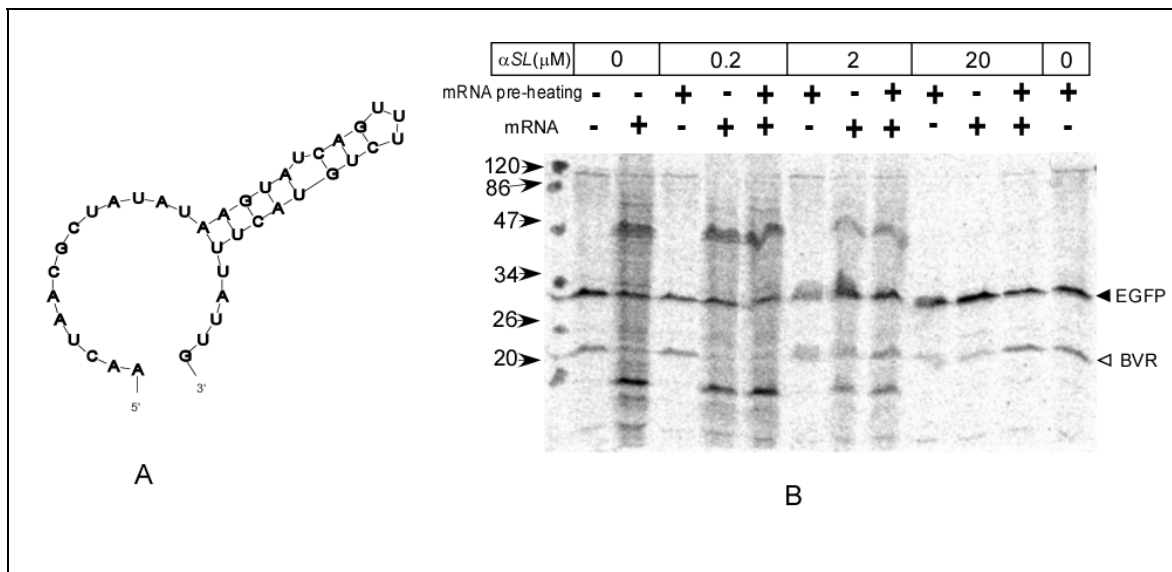 αSL(μM) 0 0.2 2 20 0
mRNA pre-heating - - + - + + - + + - + +
mRNA - + - + + - + + - + + -
120
86
47
34
26
20
EGFP
BVR
AACUAACGCUAUAUAAGUAUCAGUUUCUGUACUUUAUUG
5'
3'
A
B